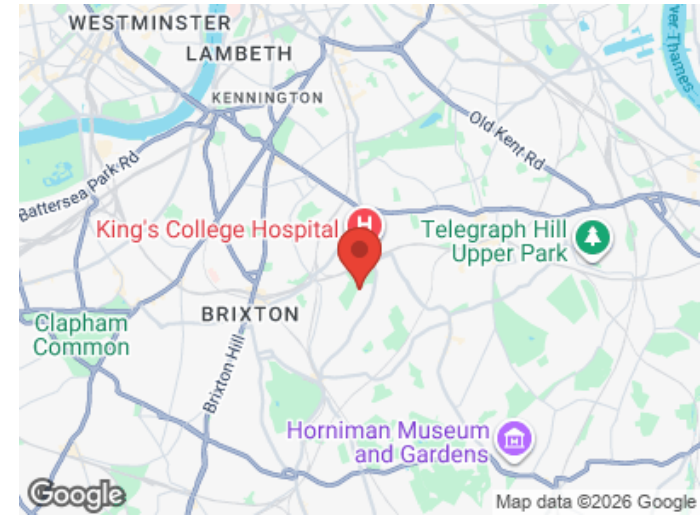 WESTMINSTER
LAMBETH
KENNINGTON
Old Kent Rd
Battersea Park Rd
King's College Hospital
H
Telegraph Hill
Upper Park
BRIXTON
Clapham
Common
Brixton Hill
Horniman Museum
and Gardens
Google
Map data ©2026 Google